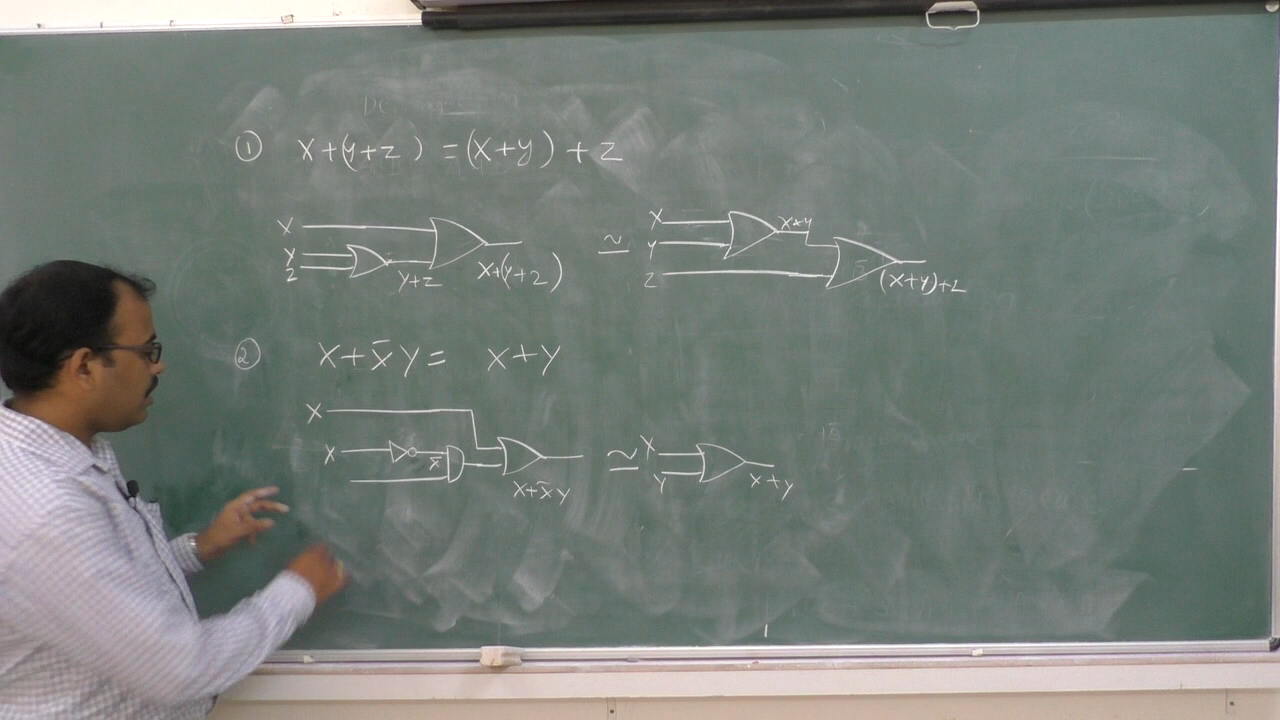 ① X+(y+z) = (X+y) + z
X
Y
Z
y+z
X+(y+z)
≃
X
Y
Z
X+Y
(X+Y)+Z
② X+X̄Y = X+Y
X
X
X̄
X+X̄Y
≃
X
Y
X+Y